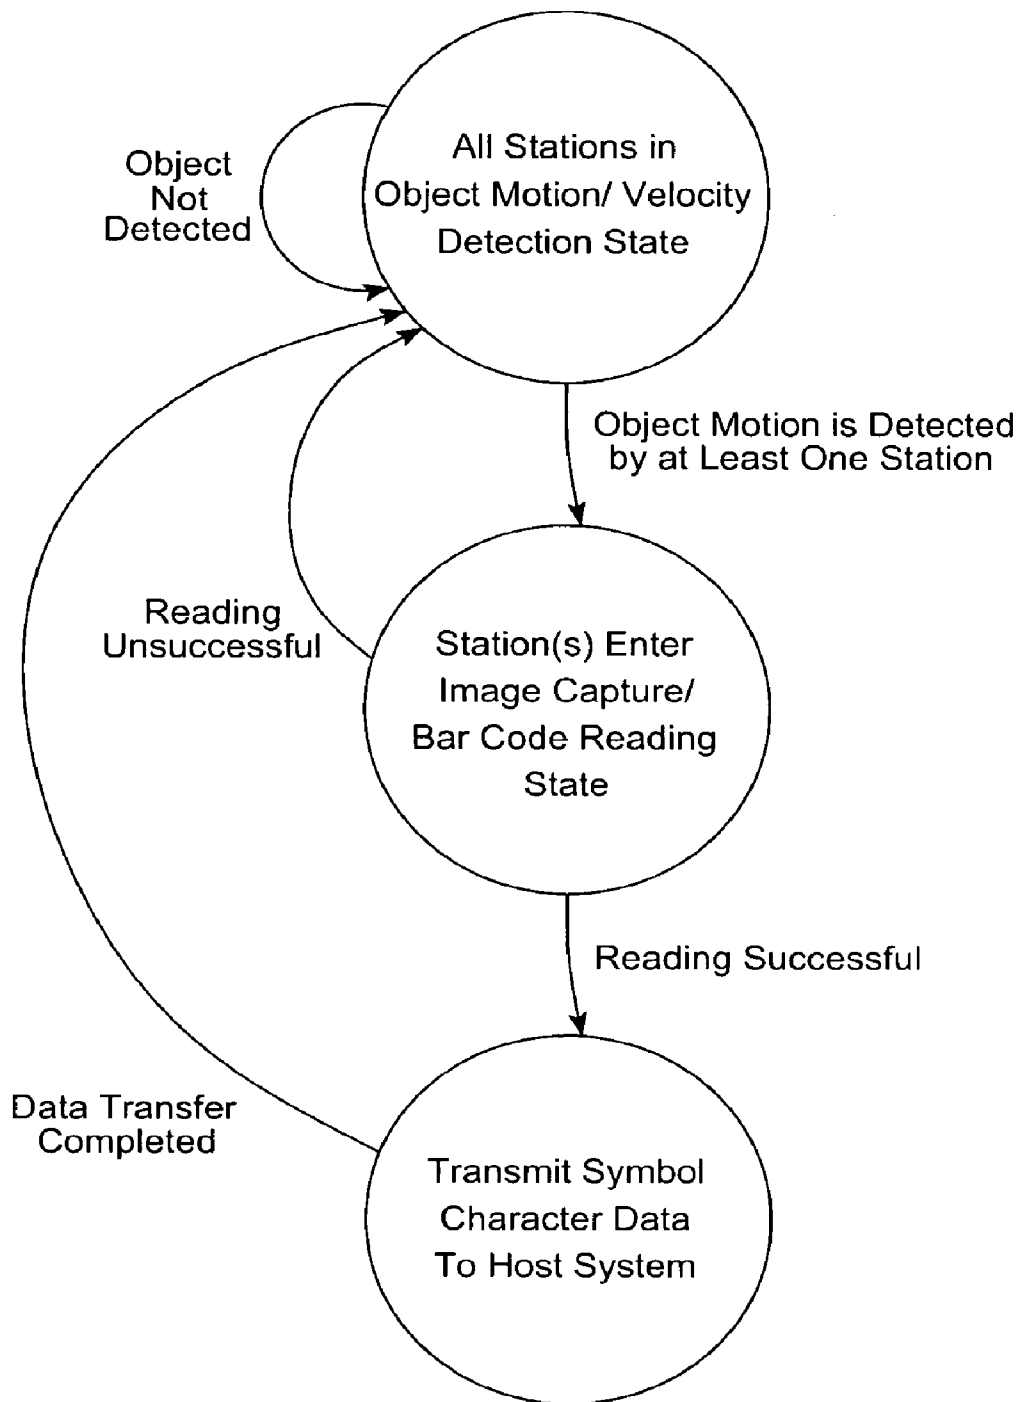 Object
Not
Detected
All Stations in
Object Motion/ Velocity
Detection State
Object Motion is Detected
by at Least One Station
Reading
Unsuccessful
Station(s) Enter
Image Capture/
Bar Code Reading
State
Reading Successful
Data Transfer
Completed
Transmit Symbol
Character Data
To Host System